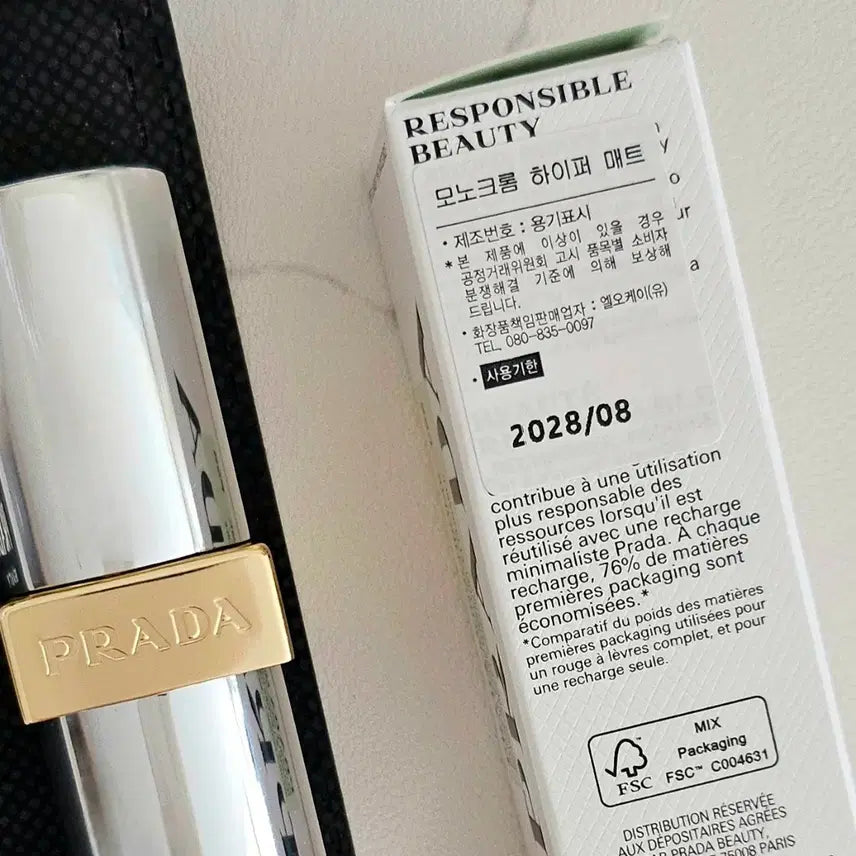 PRADA
RESPONSIBLE
BEAUTY
모노크롬 하이퍼 매트
• 제조번호 : 용기표시
* 본 제품에 이상이 있을 경우
공정거래위원회 고시 품목별 소비자
분쟁해결 기준에 의해 보상해
드립니다.
• 화장품책임판매업자 : 엘오케이(유)
TEL. 080-835-0097
• 사용기한
2028/08
contribue à une utilisation
plus responsable des
ressources lorsqu'il est
réutilisé avec une recharge
minimaliste Prada. À chaque
recharge, 76% de matières
premières packaging sont
économisées.*
*Comparatif du poids des matières
premières packaging utilisées pour
un rouge à lèvres complet, et pour
une recharge seule.
MIX
Packaging
FSC™ C004631
FSC
DISTRIBUTION RÉSERVÉE
AUX DÉPOSITAIRES AGRÉÉS
PAR PRADA BEAUTY,
75008 PARIS